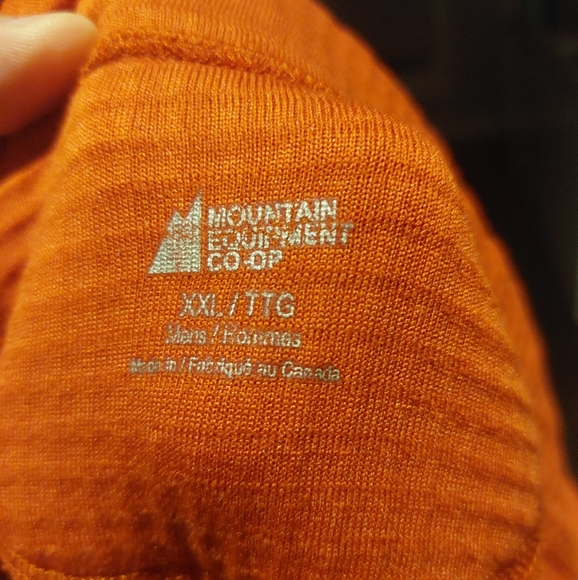 MOUNTAIN
EQUIPMENT
CO-OP
XXL / TTG
Mens / Hommes
Made in / Fabriqué au Canada